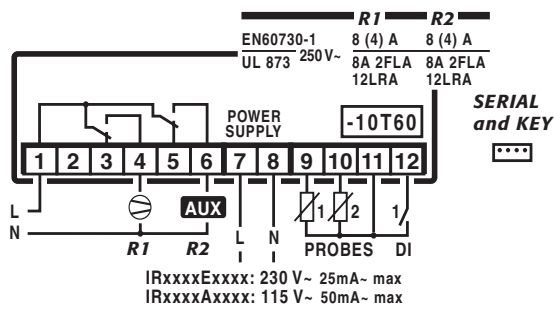 R1 R2
EN60730-1 250V~ 8 (4) A 8 (4) A
UL 873 8A 2FLA 8A 2FLA
12LRA 12LRA
SERIAL
and KEY
POWER
SUPPLY
-10T60
1 2 3 4 5 6 7 8 9 10 11 12
L
N
AUX
1 2 1
R1 R2 L N PROBES DI
IRxxxxExxxx: 230 V~ 25mA~ max
IRxxxxAxxxx: 115 V~ 50mA~ max